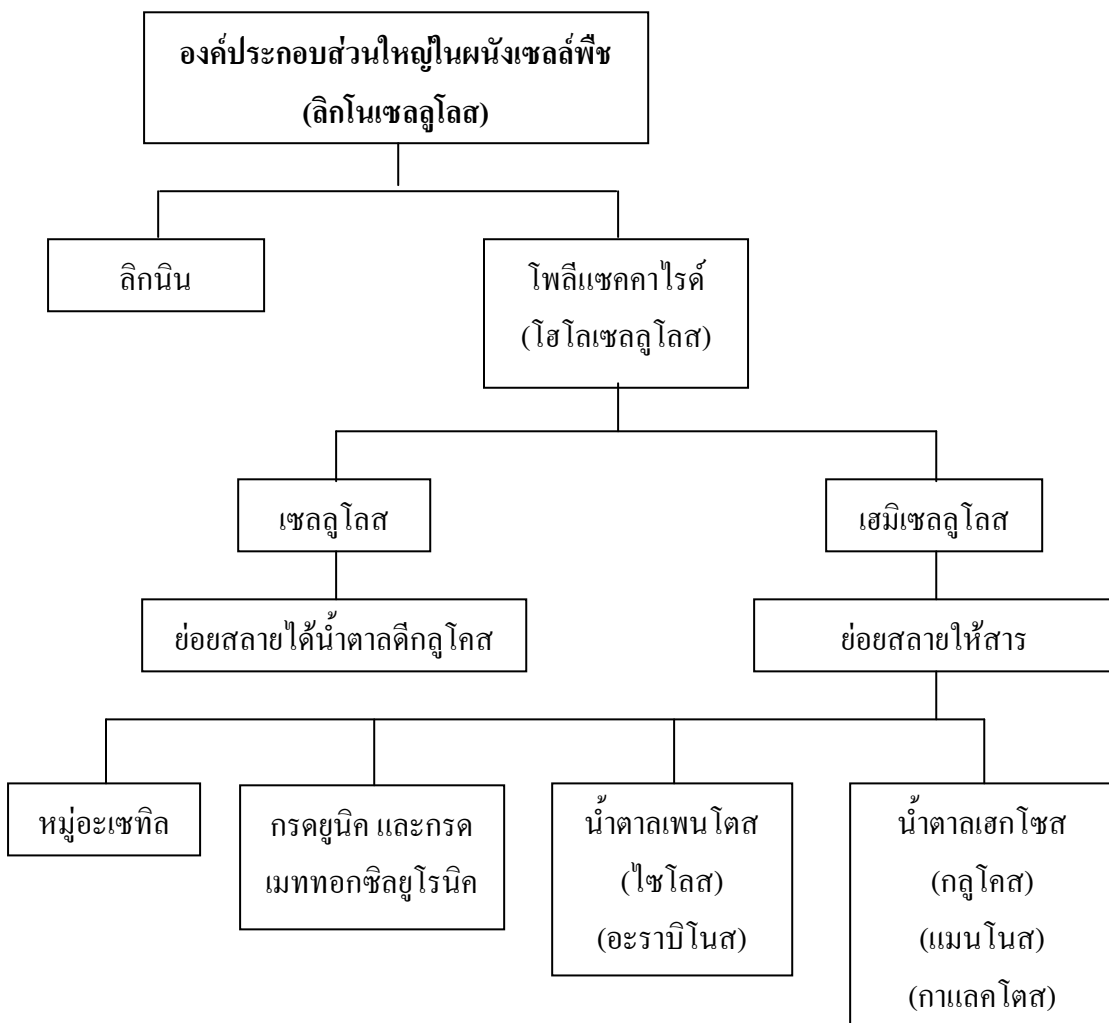 องค์ประกอบส่วนใหญ่ในผนังเซลล์พืช
(ลิกโนเซลลูโลส)
ลิกนิน
โพลีแซคคาไรด์
(โฮโลเซลลูโลส)
เซลลูโลส
เฮมิเซลลูโลส
ย่อยสลายได้น้ำตาลดีกลูโคส
ย่อยสลายให้สาร
หมู่อะเซทิล
กรดยูนิค และกรด
เมททอกซิลยูโรนิค
น้ำตาลเพนโตส
(ไซโลส)
(อะราบิโนส)
น้ำตาลเฮกโซส
(กลูโคส)
(แมนโนส)
(กาแลคโตส)